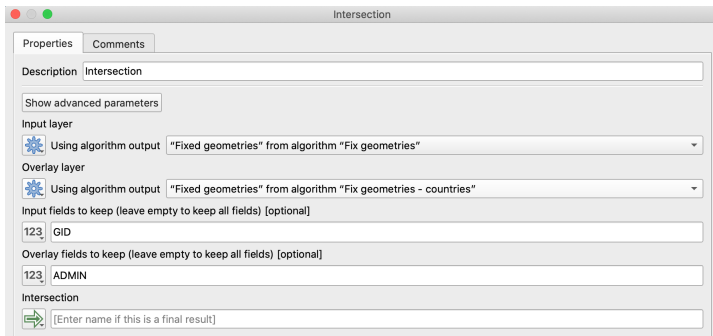 Intersection
Properties Comments
Description Intersection
Show advanced parameters
Input layer
Using algorithm output "Fixed geometries" from algorithm "Fix geometries"
Overlay layer
Using algorithm output "Fixed geometries" from algorithm "Fix geometries - countries"
Input fields to keep (leave empty to keep all fields) [optional]
123 GID
Overlay fields to keep (leave empty to keep all fields) [optional]
123 ADMIN
Intersection
[Enter name if this is a final result]